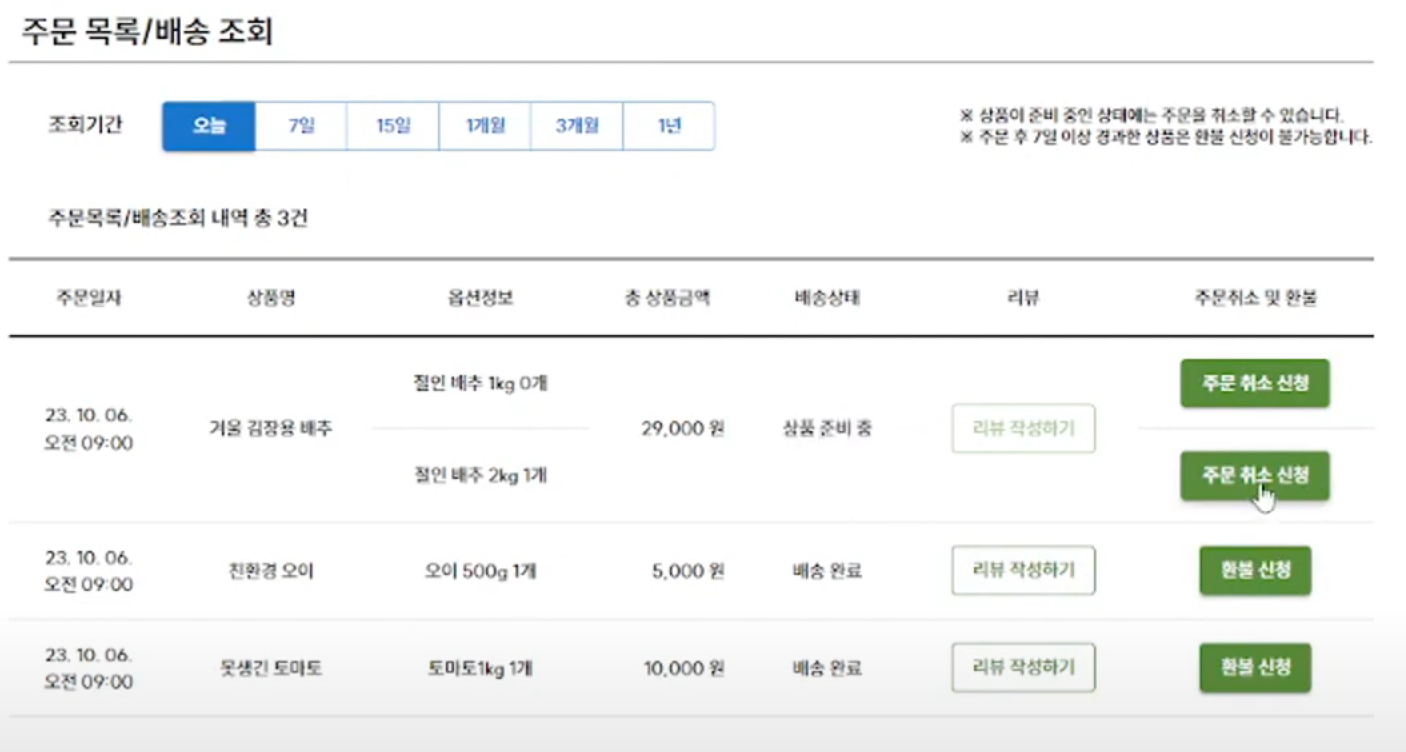 주문 목록/배송 조회
조회기간 오늘 7일 15일 1개월 3개월 1년
※ 상품이 준비 중인 상태에는 주문을 취소할 수 있습니다.
※ 주문 후 7일 이상 경과한 상품은 환불 신청이 불가능합니다.
주문목록/배송조회 내역 총 3건
주문일자 상품명 옵션정보 총 상품금액 배송상태 리뷰 주문취소 및 환불
절인 배추 1kg 0개 주문 취소 신청
23. 10. 06.
오전 09:00
겨울 김장용 배추 29,000 원 상품 준비 중 리뷰 작성하기
절인 배추 2kg 1개 주문 취소 신청
23. 10. 06.
오전 09:00
친환경 오이 오이 500g 1개 5,000 원 배송 완료 리뷰 작성하기 환불 신청
23. 10. 06.
오전 09:00
못생긴 토마토 토마토1kg 1개 10,000 원 배송 완료 리뷰 작성하기 환불 신청